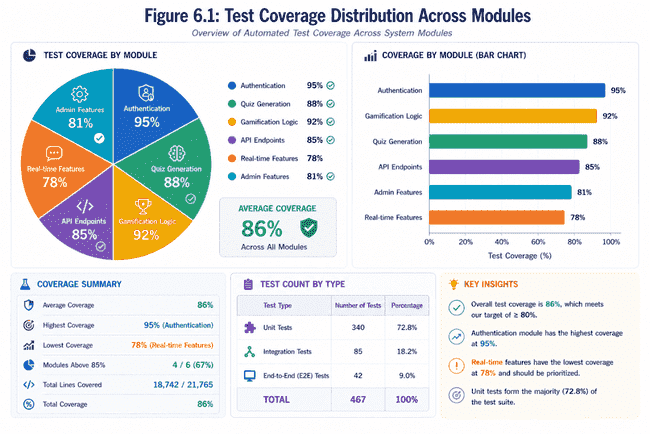 Figure 6.1: Test Coverage Distribution Across Modules
Overview of Automated Test Coverage Across System Modules
TEST COVERAGE BY MODULE
Authentication
95%
Quiz Generation
88%
Gamification Logic
92%
API Endpoints
85%
Real-time Features
78%
Admin Features
81%
Authentication 95%
Quiz Generation 88%
Gamification Logic 92%
API Endpoints 85%
Real-time Features 78%
Admin Features 81%
AVERAGE COVERAGE
86%
Across All Modules
COVERAGE BY MODULE (BAR CHART)
Authentication 95%
Gamification Logic 92%
Quiz Generation 88%
API Endpoints 85%
Admin Features 81%
Real-time Features 78%
0% 20% 40% 60% 80% 100%
Test Coverage (%)
COVERAGE SUMMARY
Average Coverage 86%
Highest Coverage 95% (Authentication)
Lowest Coverage 78% (Real-time Features)
Modules Above 85% 4 / 6 (67%)
Total Lines Covered 18,742 / 21,765
Total Coverage 86%
TEST COUNT BY TYPE
Test Type Number of Tests Percentage
Unit Tests 340 72.8%
Integration Tests 85 18.2%
End-to-End (E2E) Tests 42 9.0%
TOTAL 467 100%
KEY INSIGHTS
Overall test coverage is 86%, which meets
our target of ≥ 80%.
Authentication module has the highest coverage
at 95%.
Real-time features have the lowest coverage
at 78% and should be prioritized.
Unit tests form the majority (72.8%) of
the test suite.